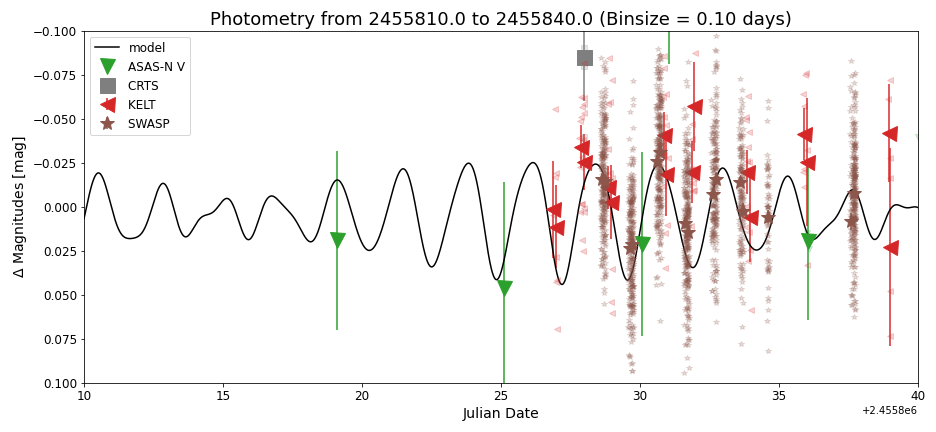 Photometry from 2455810.0 to 2455840.0 (Binsize = 0.10 days)
model
ASAS-N V
CRTS
KELT
SWASP
Δ Magnitudes [mag]
−0.100
−0.075
−0.050
−0.025
0.000
0.025
0.050
0.075
0.100
10 15 20 25 30 35 40
Julian Date
+2.4558e6